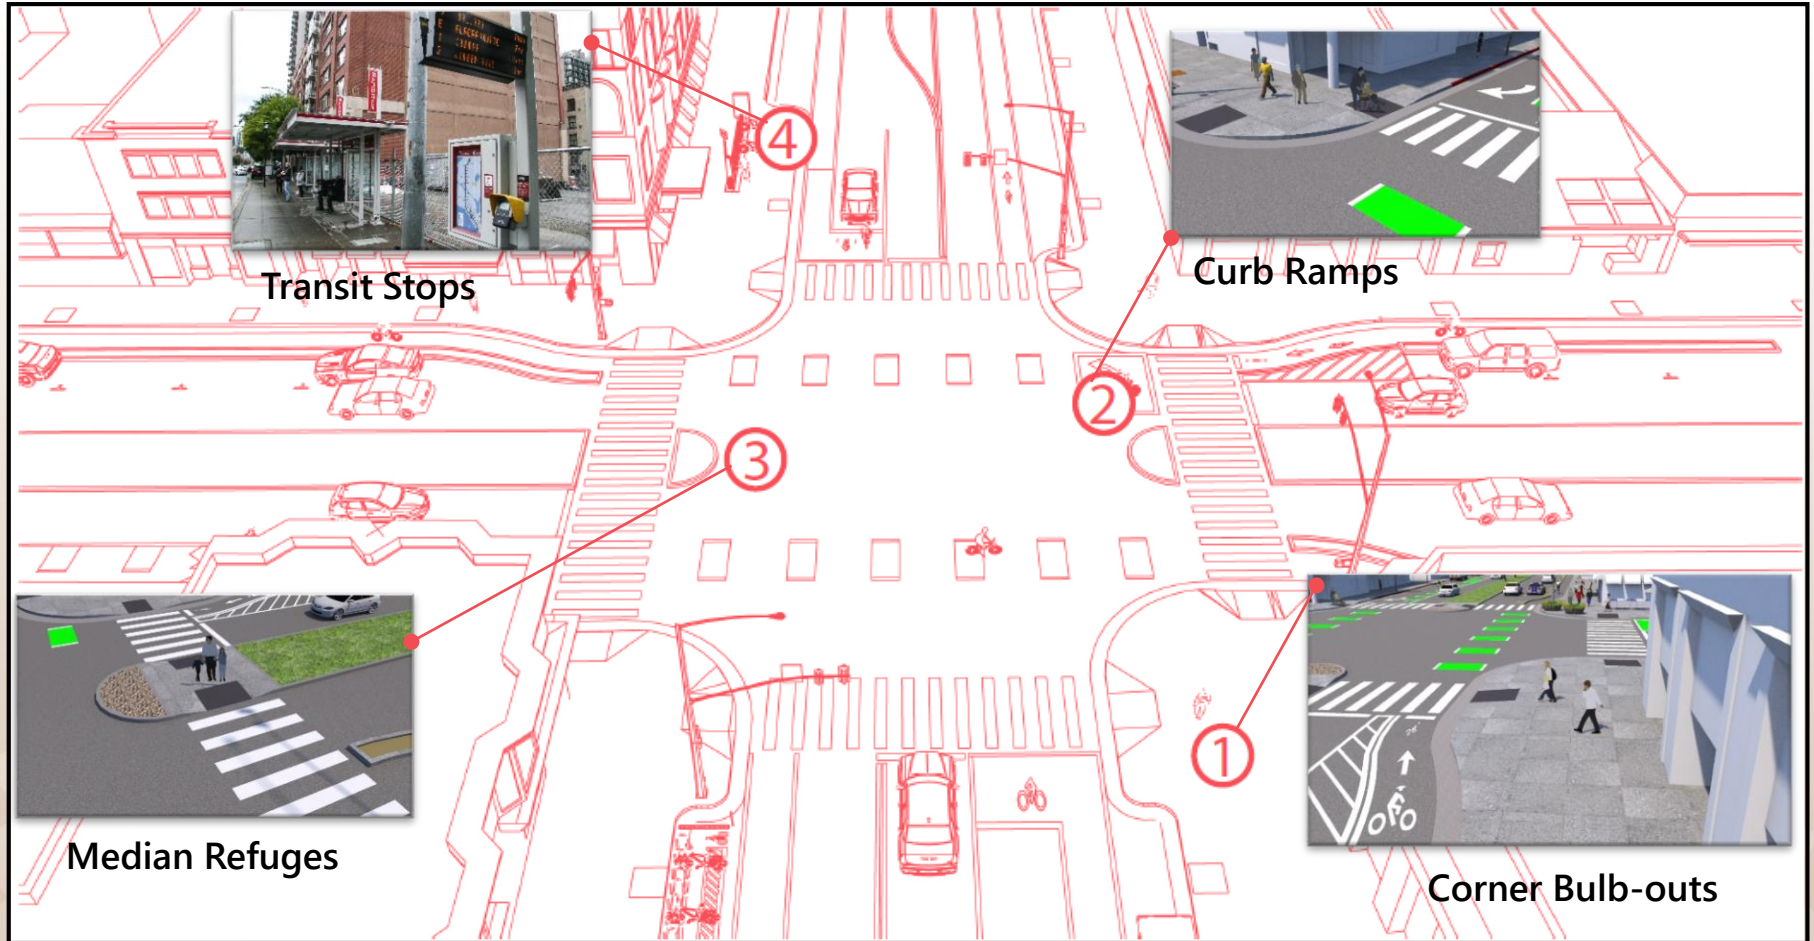 Transit Stops
4
Curb Ramps
2
3
1
Median Refuges
Corner Bulb-outs